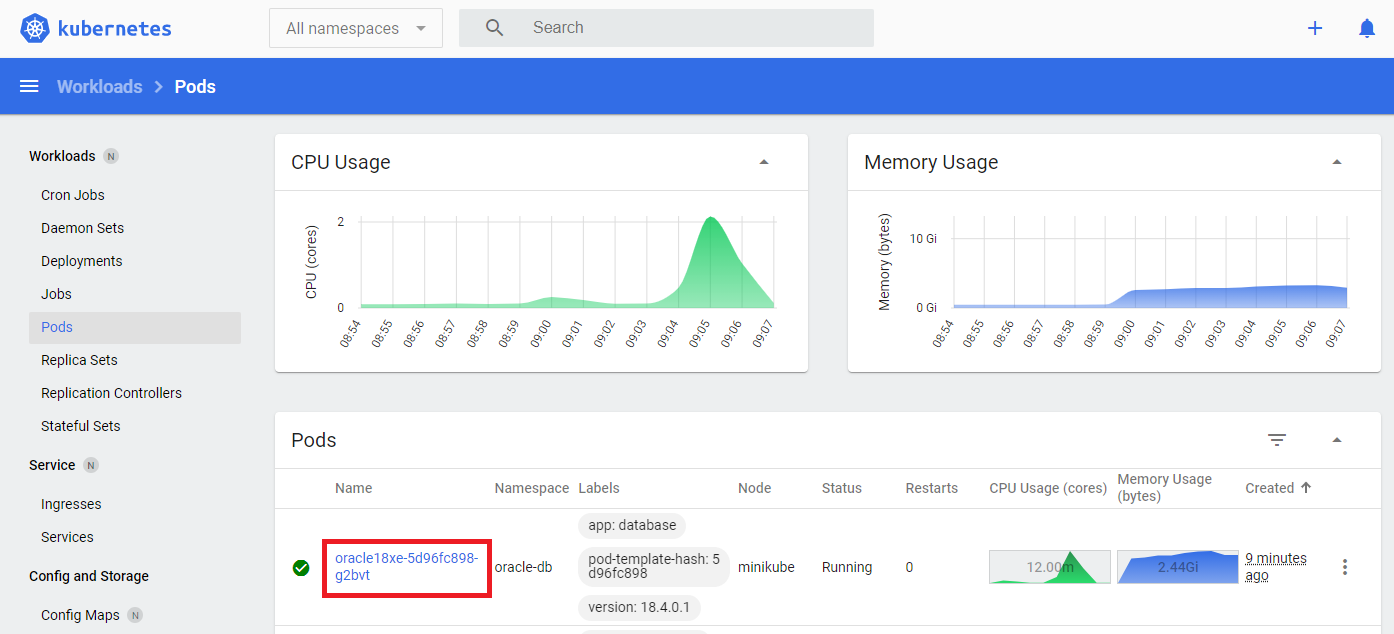 kubernetes
All namespaces
Search
Workloads
Pods
Workloads N
Cron Jobs
Daemon Sets
Deployments
Jobs
Pods
Replica Sets
Replication Controllers
Stateful Sets
Service N
Ingresses
Services
Config and Storage
Config Maps N
CPU Usage
CPU (cores)
2
0
08:54
08:55
08:56
08:57
08:58
08:59
09:00
09:01
09:02
09:03
09:04
09:05
09:06
09:07
Memory Usage
Memory (bytes)
10 Gi
0 Gi
08:54
08:55
08:56
08:57
08:58
08:59
09:00
09:01
09:02
09:03
09:04
09:05
09:06
09:07
Pods
Name
Namespace
Labels
Node
Status
Restarts
CPU Usage (cores)
Memory Usage
(bytes)
Created
oracle18xe-5d96fc898-
g2bvt
oracle-db
app: database
pod-template-hash: 5
d96fc898
version: 18.4.0.1
minikube
Running
0
12.00m
2.44Gi
9 minutes
ago